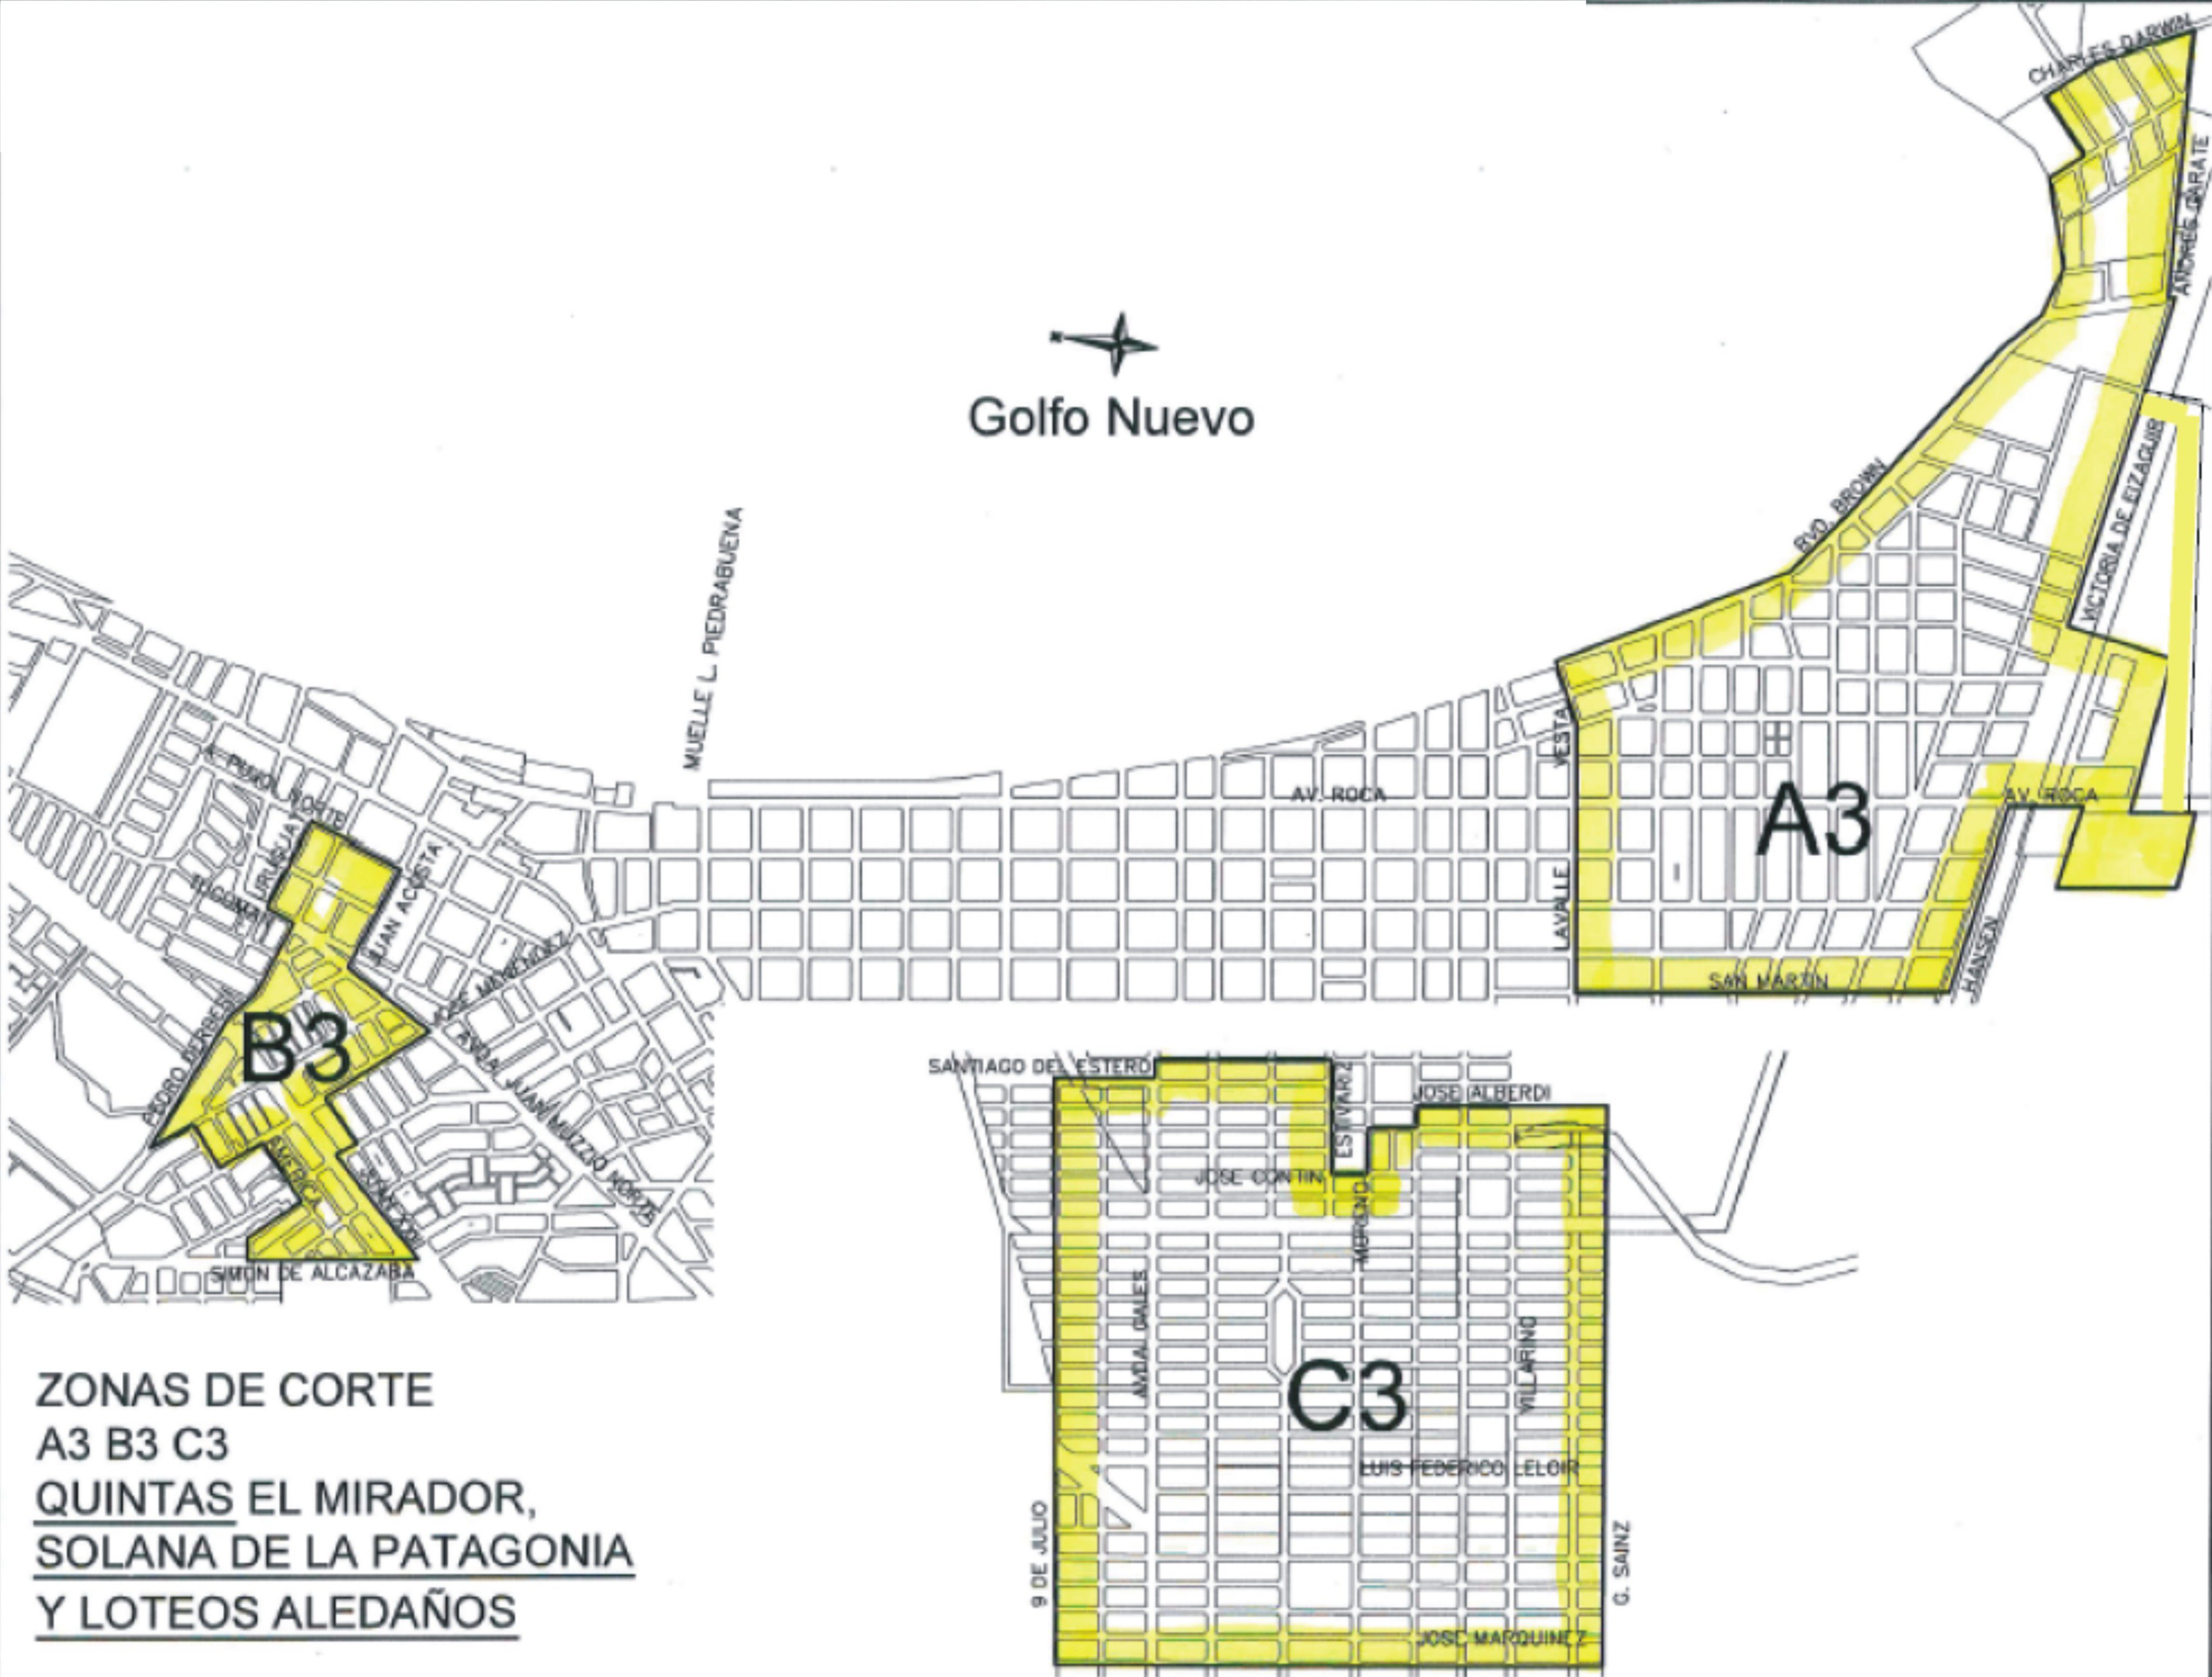 CHARLES DARWIN
ANDRES GARATE
Golfo Nuevo
BVD. BROWN
VICTORIA DE EIZAGUIR
MUELLE L. PIEDRABUENA
VESTA
AV. ROCA
AV. ROCA
A3
LAVALLE
SAN MARTIN
HANSEN
A. PUJOL NORTE
URUGUAY
TUCUMAN
JUAN ACOSTA
JOSE MENENDEZ
PEDRO DERBES
B3
AVDA. JUAN MUZZIO NORTE
AMERICA
SIMON DE ALCAZABA
SANTIAGO DEL ESTERO
ESTIVARIZ
JOSE ALBERDI
JOSE CONTIN
MORENO
AVDA. GALES
C3
VILLARINO
LUIS FEDERICO LELOIR
9 DE JULIO
G. SAINZ
JOSE MARQUINEZ
ZONAS DE CORTE
A3 B3 C3
QUINTAS EL MIRADOR,
SOLANA DE LA PATAGONIA
Y LOTEOS ALEDAÑOS